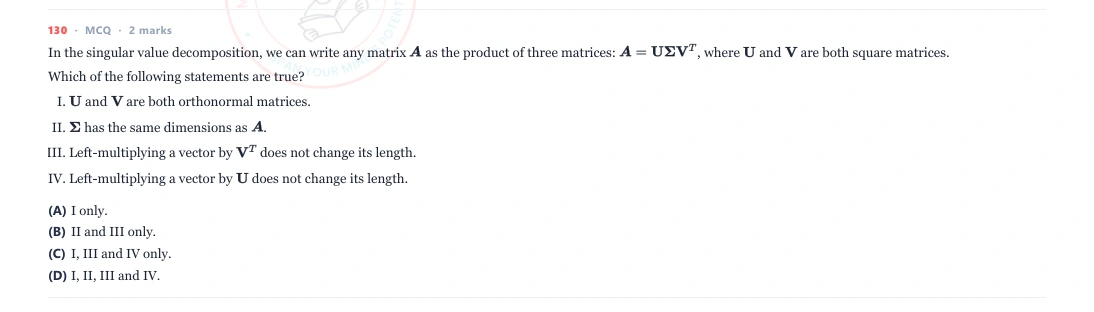 130 · MCQ · 2 marks
In the singular value decomposition, we can write any matrix A as the product of three matrices: A = UΣVᵀ, where U and V are both square matrices.
Which of the following statements are true?
I. U and V are both orthonormal matrices.
II. Σ has the same dimensions as A.
III. Left-multiplying a vector by Vᵀ does not change its length.
IV. Left-multiplying a vector by U does not change its length.
(A) I only.
(B) II and III only.
(C) I, III and IV only.
(D) I, II, III and IV.